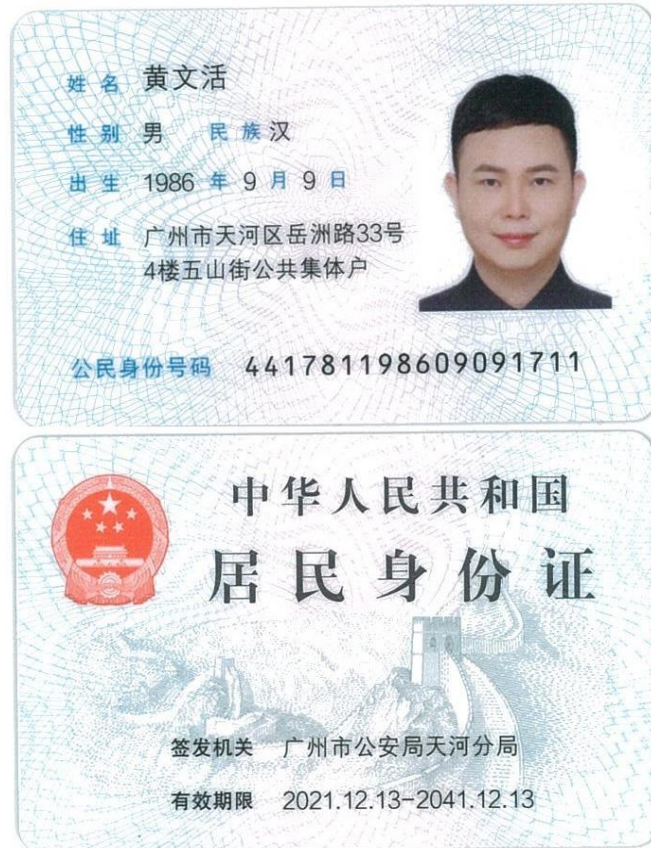 姓名 黄文活
性别 男 民族 汉
出生 1986 年 9 月 9 日
住址 广州市天河区岳洲路33号
4楼五山街公共集体户
公民身份号码 441781198609091711
中华人民共和国
居民身份证
签发机关 广州市公安局天河分局
有效期限 2021.12.13-2041.12.13